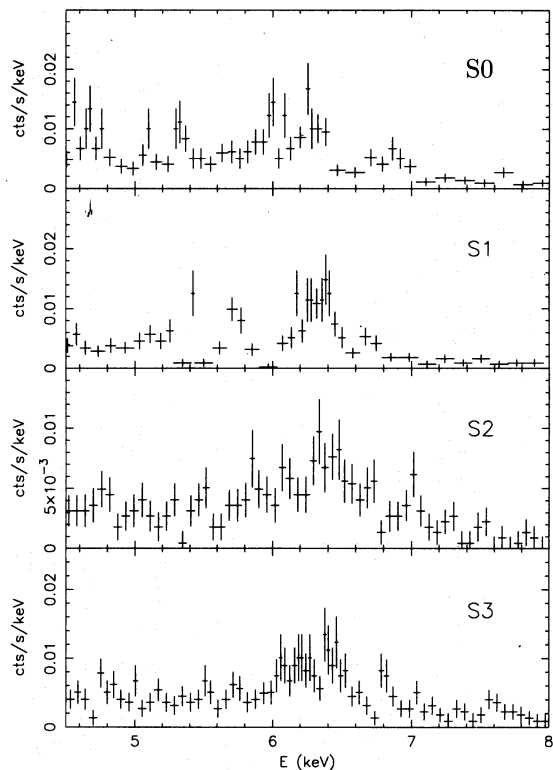 cts/s/keV
0.02
0.01
0
S0
cts/s/keV
0.02
0.01
0
S1
cts/s/keV
0.01
5×10⁻³
0
S2
cts/s/keV
0.02
0.01
0
S3
5
6
7
8
E (keV)